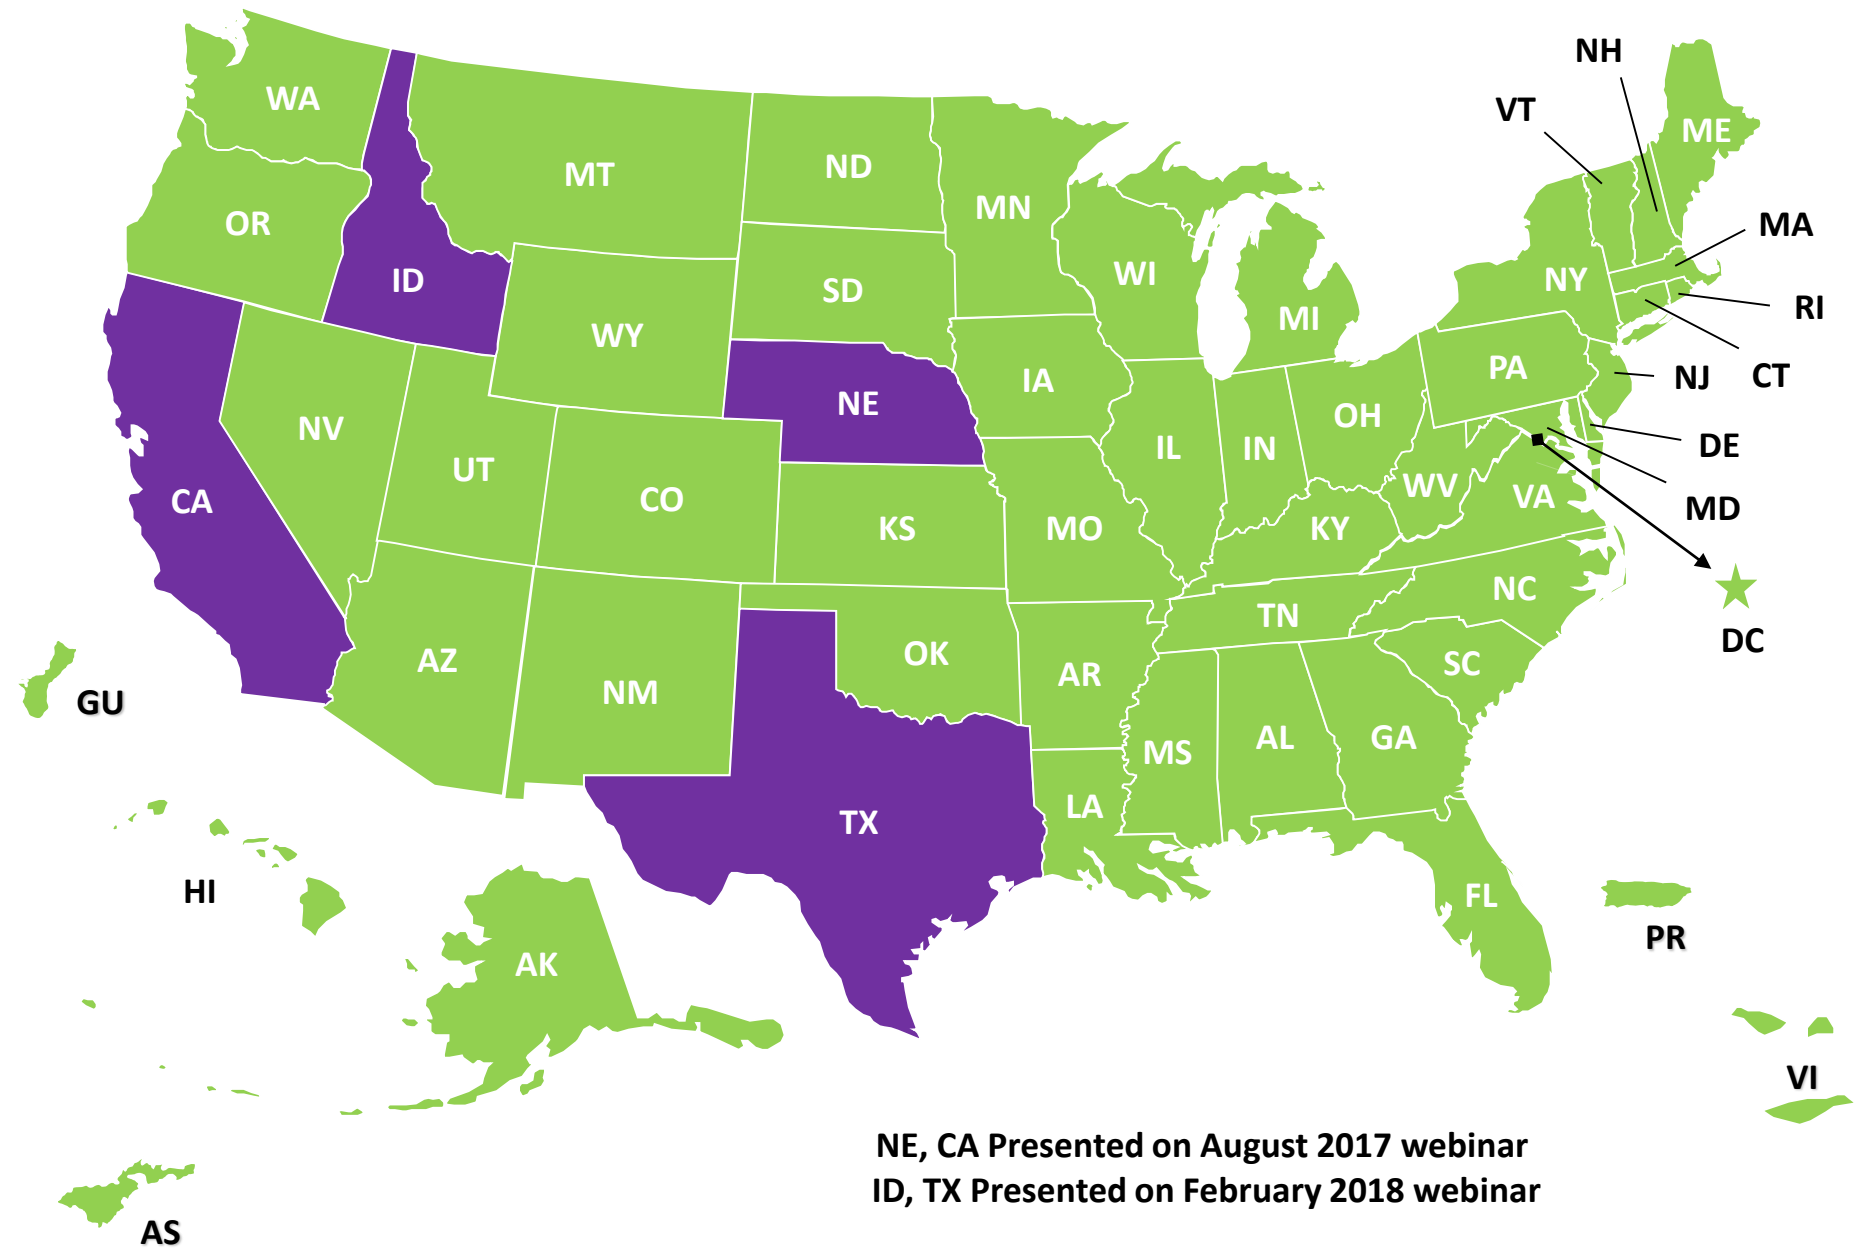 NH
VT
WA
ME
MT
ND
MN
OR
MA
ID
WI
NY
SD
MI
RI
WY
PA
IA
NJ
CT
NE
OH
NV
IL
IN
DE
UT
WV
CA
CO
VA
MD
KS
MO
KY
NC
TN
DC
OK
AZ
SC
AR
NM
GU
AL
GA
MS
LA
TX
HI
FL
PR
AK
VI
NE, CA Presented on August 2017 webinar
ID, TX Presented on February 2018 webinar
AS